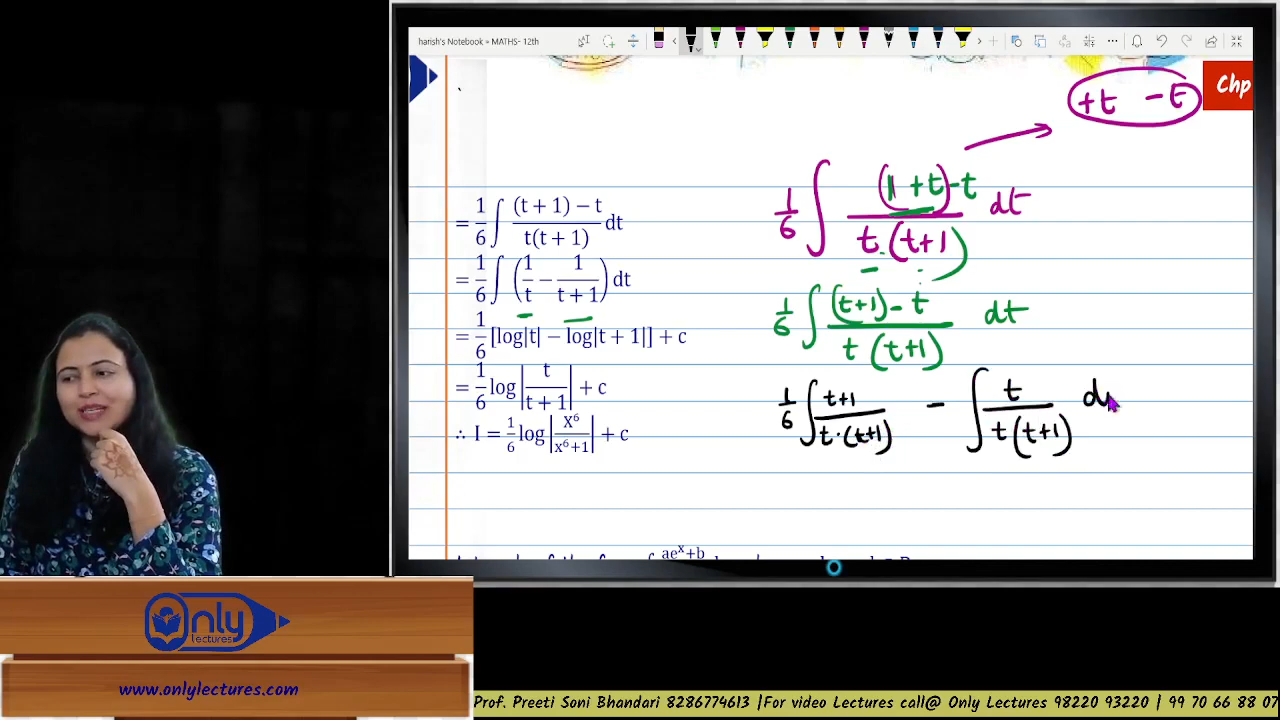 harish's Notebook » MATHS- 12th
Chp
+t -t
= 1/6 ∫ (t + 1) − t / t(t + 1) dt
= 1/6 ∫ (1/t − 1/t + 1) dt
= 1/6 [log|t| − log|t + 1|] + c
= 1/6 log |t/t + 1| + c
∴ I = 1/6 log |x⁶/x⁶+1| + c
1/6 ∫ (1+t)-t / t.(t+1) dt
1/6 ∫ (t+1)-t / t(t+1) dt
1/6 ∫ t+1 / t.(t+1) - ∫ t / t(t+1) d
aeˣ+b
Only
lectures
www.onlylectures.com
Prof. Preeti Soni Bhandari 8286774613 |For video Lectures call@ Only Lectures 98220 93220 | 99 70 66 88 07